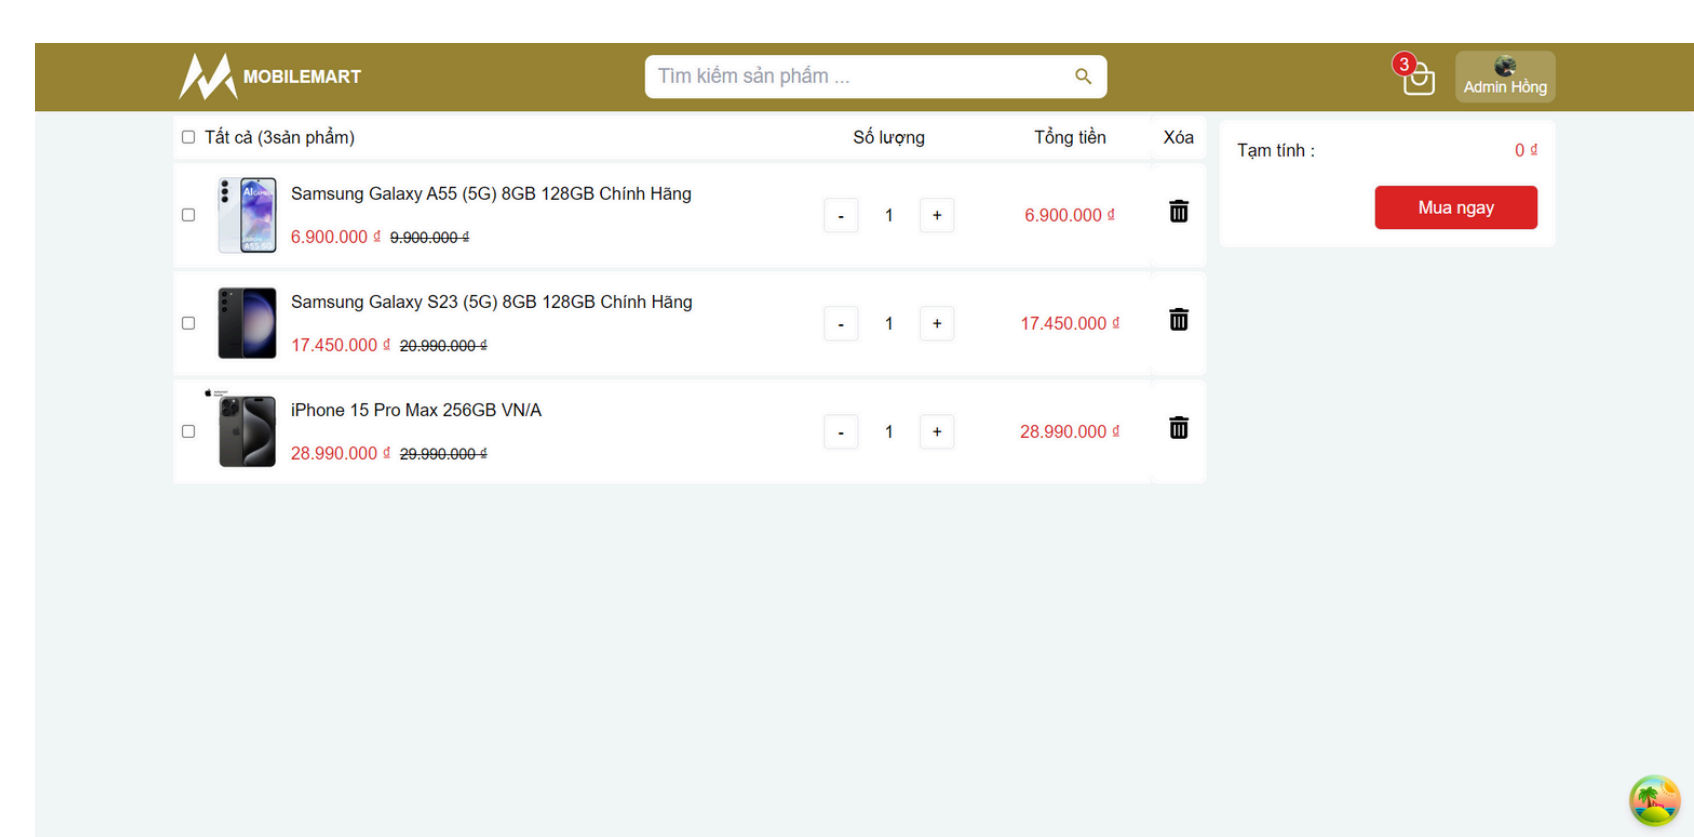 MOBILEMART
Tìm kiếm sản phẩm ...
3
Admin Hồng
Tất cả (3sản phẩm)
Số lượng
Tổng tiền
Xóa
Tạm tính :
0 ₫
Mua ngay
Samsung Galaxy A55 (5G) 8GB 128GB Chính Hãng
6.900.000 ₫ 9.900.000 ₫
- 1 +
6.900.000 ₫
Samsung Galaxy S23 (5G) 8GB 128GB Chính Hãng
17.450.000 ₫ 20.990.000 ₫
- 1 +
17.450.000 ₫
iPhone 15 Pro Max 256GB VN/A
28.990.000 ₫ 29.990.000 ₫
- 1 +
28.990.000 ₫